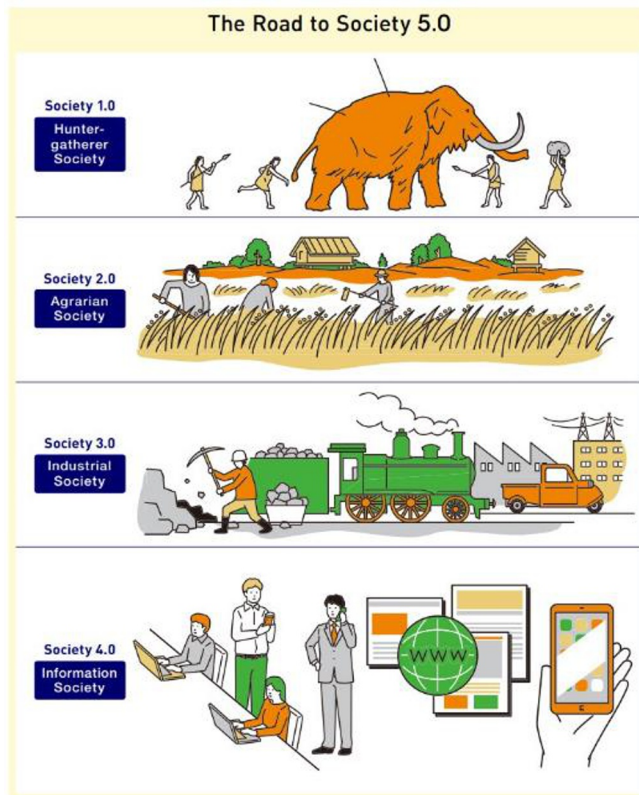 The Road to Society 5.0
Society 1.0
Hunter-
gatherer
Society
Society 2.0
Agrarian
Society
Society 3.0
Industrial
Society
Society 4.0
Information
Society
WWW